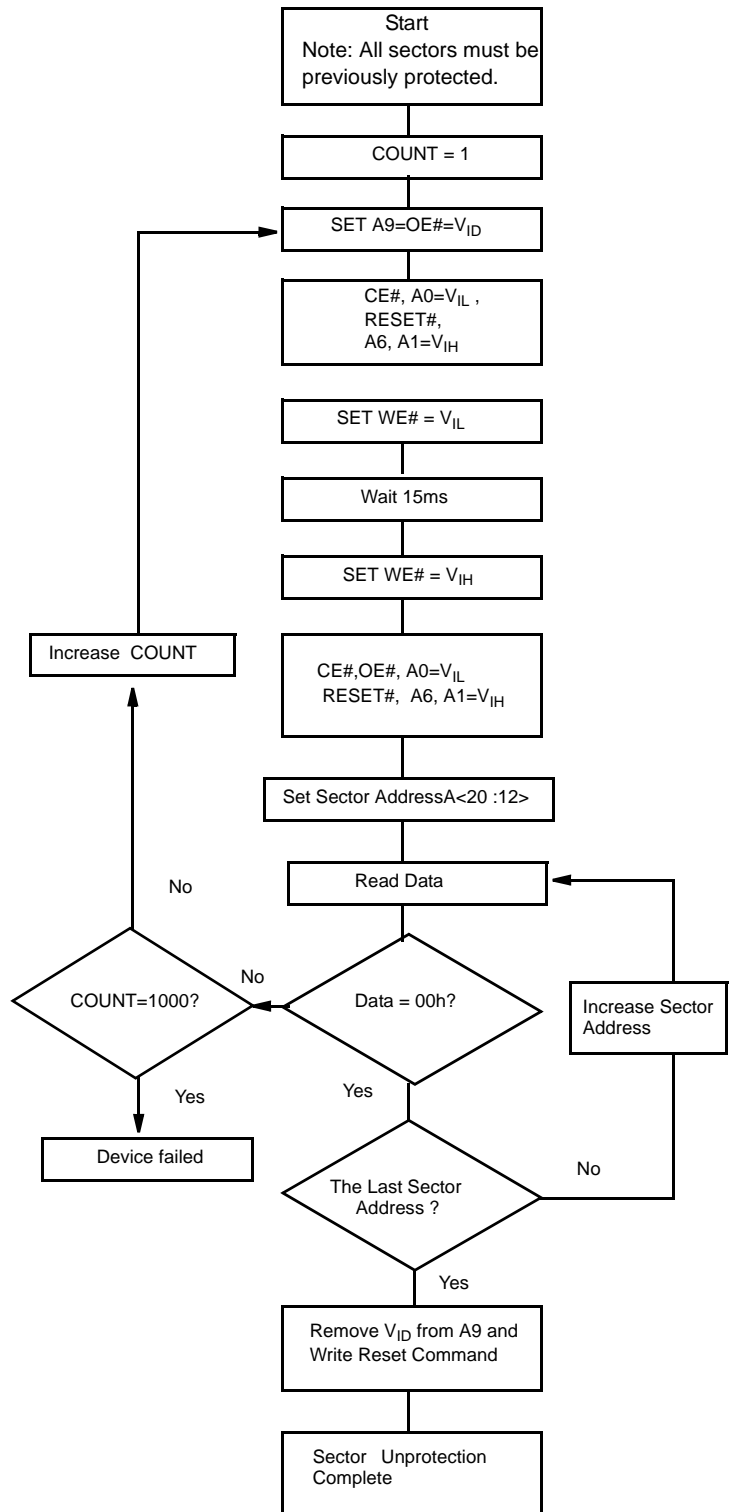 Start
Note: All sectors must be
previously protected.
COUNT = 1
SET A9=OE#=VID
CE#, A0=VIL ,
RESET#,
A6, A1=VIH
SET WE# = VIL
Wait 15ms
SET WE# = VIH
Increase COUNT
CE#,OE#, A0=VIL
RESET#, A6, A1=VIH
Set Sector AddressA<20 :12>
Read Data
No
COUNT=1000?
No
Data = 00h?
Increase Sector
Address
Yes
Yes
Device failed
The Last Sector
Address ?
No
Yes
Remove VID from A9 and
Write Reset Command
Sector Unprotection
Complete